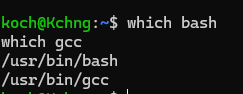 koch@Kchng:~$ which bash
which gcc
/usr/bin/bash
/usr/bin/gcc